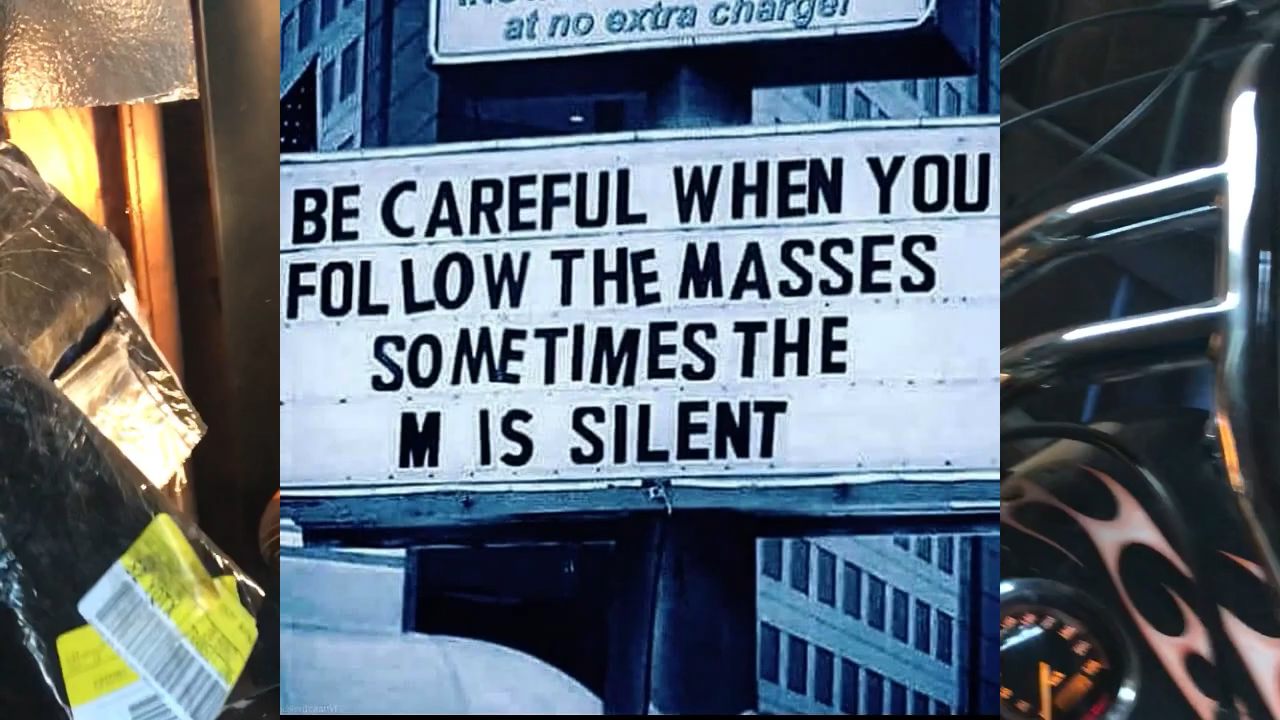 at no extra charge!
BE CAREFUL WHEN YOU
FOLLOW THE MASSES
SOMETIMES THE
M IS SILENT